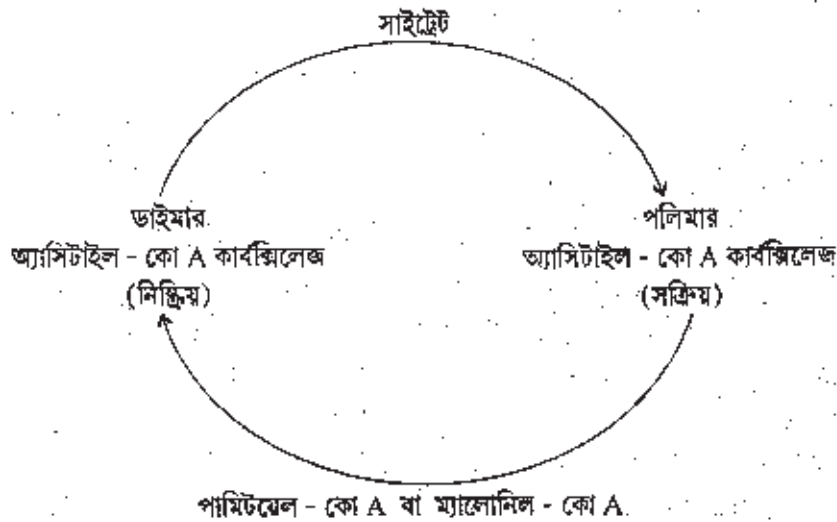 সাইট্রেট
ডাইমার
অ্যাসিটাইল - কো A কার্বক্সিলেজ
(নিষ্ক্রিয়)
পলিমার
অ্যাসিটাইল - কো A কার্বক্সিলেজ
(সক্রিয়)
পামিটয়েল - কো A বা ম্যালোনিল - কো A